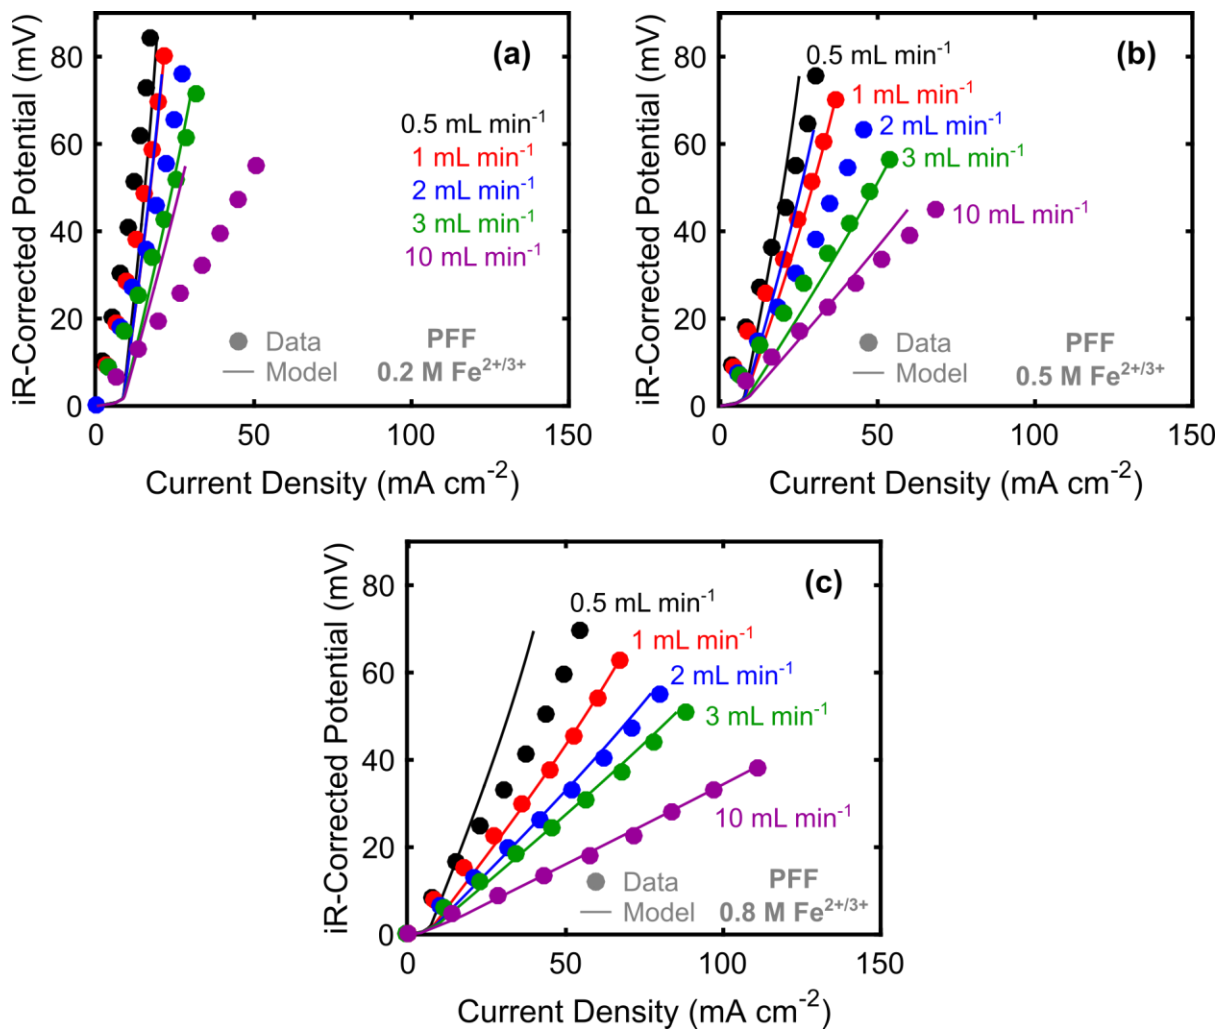 (a)
iR-Corrected Potential (mV)
80
60
40
20
0
0.5 mL min⁻¹
1 mL min⁻¹
2 mL min⁻¹
3 mL min⁻¹
10 mL min⁻¹
Data PFF
Model 0.2 M Fe²⁺/³⁺
0 50 100 150
Current Density (mA cm⁻²)
(b)
iR-Corrected Potential (mV)
80
60
40
20
0
0.5 mL min⁻¹
1 mL min⁻¹
2 mL min⁻¹
3 mL min⁻¹
10 mL min⁻¹
Data PFF
Model 0.5 M Fe²⁺/³⁺
0 50 100 150
Current Density (mA cm⁻²)
(c)
iR-Corrected Potential (mV)
80
60
40
20
0
0.5 mL min⁻¹
1 mL min⁻¹
2 mL min⁻¹
3 mL min⁻¹
10 mL min⁻¹
Data PFF
Model 0.8 M Fe²⁺/³⁺
0 50 100 150
Current Density (mA cm⁻²)